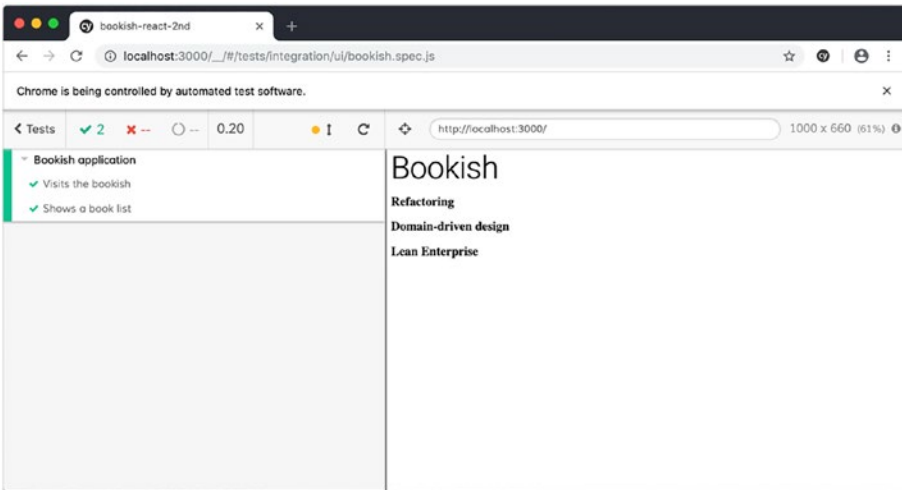 cy bookish-react-2nd × +
localhost:3000/__/#/tests/integration/ui/bookish.spec.js
Chrome is being controlled by automated test software. ×
Tests 2 -- -- 0.20 http://localhost:3000/ 1000 x 660 (61%)
Bookish application
Visits the bookish
Shows a book list
Bookish
Refactoring
Domain-driven design
Lean Enterprise